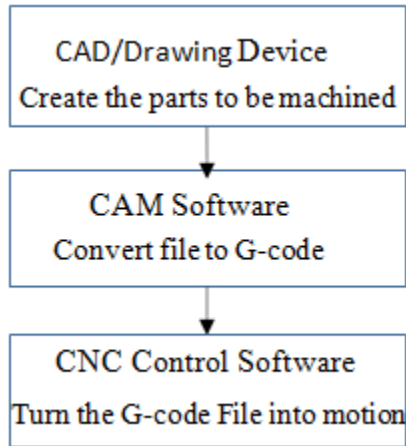 CAD/Drawing Device
Create the parts to be machined
CAM Software
Convert file to G-code
CNC Control Software
Turn the G-code File into motion